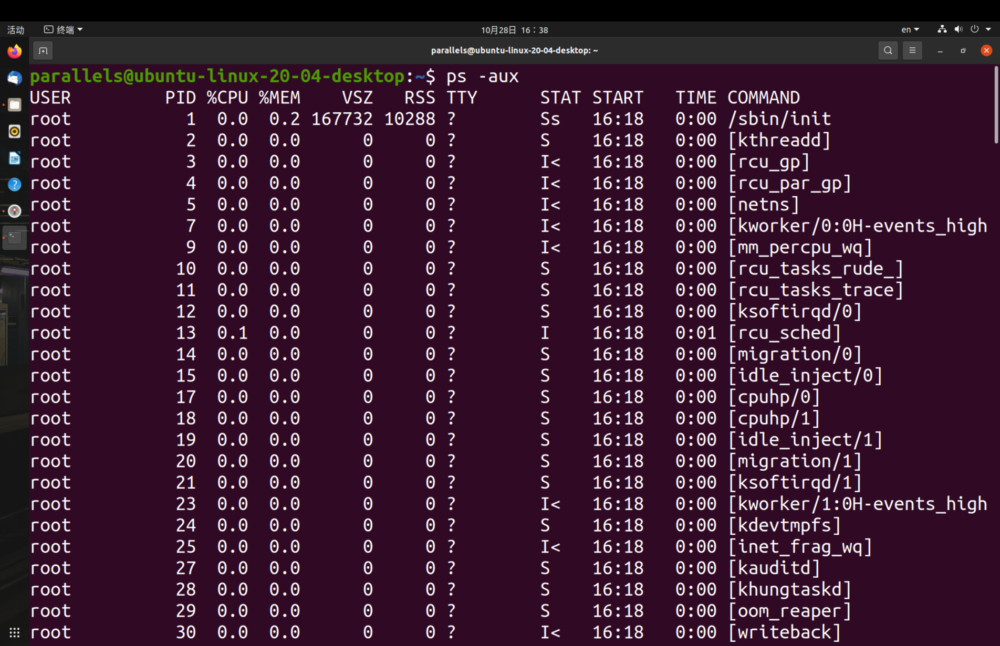 活动 终端 10月28日 16：38 en
parallels@ubuntu-linux-20-04-desktop: ~
parallels@ubuntu-linux-20-04-desktop:~$ ps -aux
USER PID %CPU %MEM VSZ RSS TTY STAT START TIME COMMAND
root 1 0.0 0.2 167732 10288 ? Ss 16:18 0:00 /sbin/init
root 2 0.0 0.0 0 0 ? S 16:18 0:00 [kthreadd]
root 3 0.0 0.0 0 0 ? I< 16:18 0:00 [rcu_gp]
root 4 0.0 0.0 0 0 ? I< 16:18 0:00 [rcu_par_gp]
root 5 0.0 0.0 0 0 ? I< 16:18 0:00 [netns]
root 7 0.0 0.0 0 0 ? I< 16:18 0:00 [kworker/0:0H-events_high
root 9 0.0 0.0 0 0 ? I< 16:18 0:00 [mm_percpu_wq]
root 10 0.0 0.0 0 0 ? S 16:18 0:00 [rcu_tasks_rude_]
root 11 0.0 0.0 0 0 ? S 16:18 0:00 [rcu_tasks_trace]
root 12 0.0 0.0 0 0 ? S 16:18 0:00 [ksoftirqd/0]
root 13 0.1 0.0 0 0 ? I 16:18 0:01 [rcu_sched]
root 14 0.0 0.0 0 0 ? S 16:18 0:00 [migration/0]
root 15 0.0 0.0 0 0 ? S 16:18 0:00 [idle_inject/0]
root 17 0.0 0.0 0 0 ? S 16:18 0:00 [cpuhp/0]
root 18 0.0 0.0 0 0 ? S 16:18 0:00 [cpuhp/1]
root 19 0.0 0.0 0 0 ? S 16:18 0:00 [idle_inject/1]
root 20 0.0 0.0 0 0 ? S 16:18 0:00 [migration/1]
root 21 0.0 0.0 0 0 ? S 16:18 0:00 [ksoftirqd/1]
root 23 0.0 0.0 0 0 ? I< 16:18 0:00 [kworker/1:0H-events_high
root 24 0.0 0.0 0 0 ? S 16:18 0:00 [kdevtmpfs]
root 25 0.0 0.0 0 0 ? I< 16:18 0:00 [inet_frag_wq]
root 27 0.0 0.0 0 0 ? S 16:18 0:00 [kauditd]
root 28 0.0 0.0 0 0 ? S 16:18 0:00 [khungtaskd]
root 29 0.0 0.0 0 0 ? S 16:18 0:00 [oom_reaper]
root 30 0.0 0.0 0 0 ? I< 16:18 0:00 [writeback]